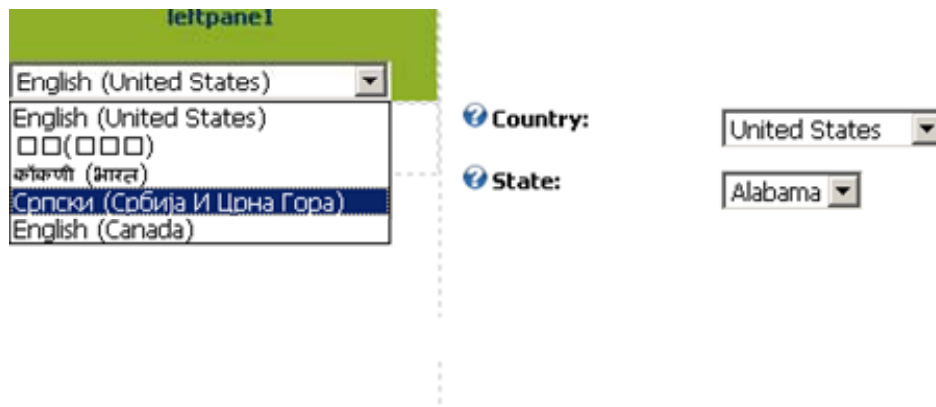 leftpane1
English (United States)
English (United States)
□□(□□□)
कोंकणी (भारत)
Српски (Србија И Црна Гора)
English (Canada)
Country:
United States
State:
Alabama